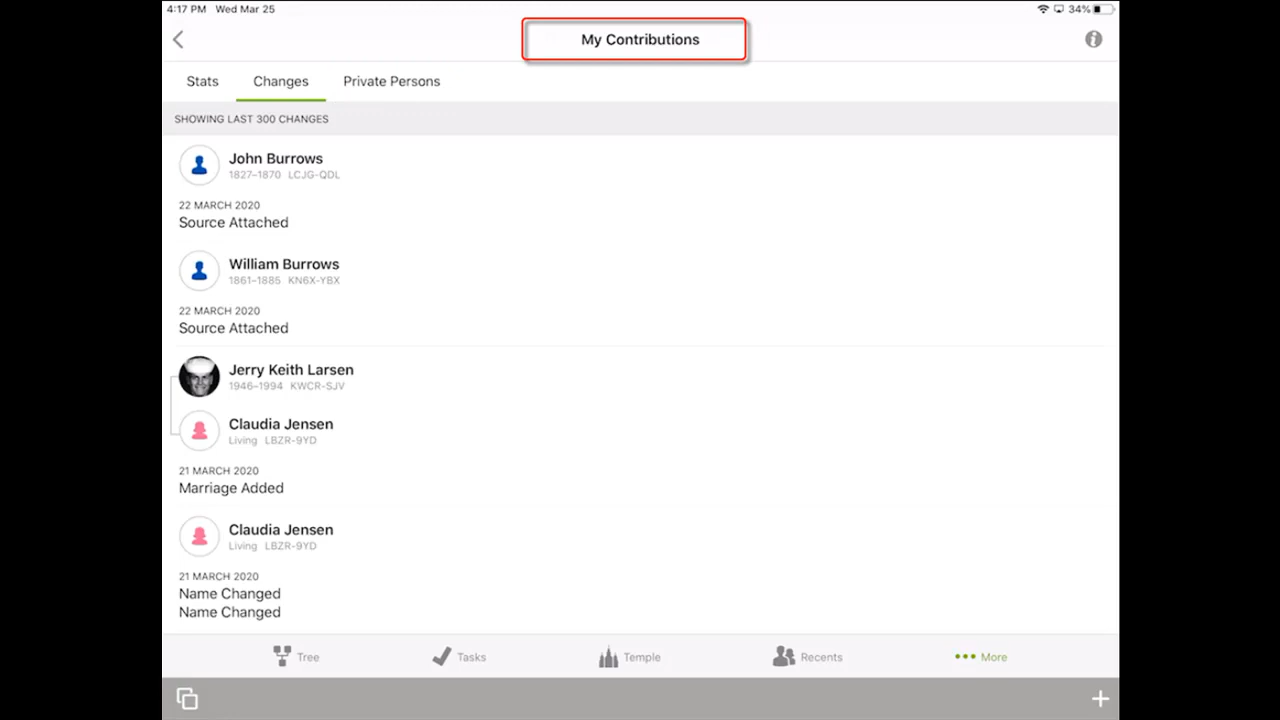 4:17 PM Wed Mar 25
34%
My Contributions
Stats Changes Private Persons
SHOWING LAST 300 CHANGES
John Burrows
1827–1870 LCJG-QDL
22 MARCH 2020
Source Attached
William Burrows
1861–1885 KN6X-YBX
22 MARCH 2020
Source Attached
Jerry Keith Larsen
1946–1994 KWCR-SJV
Claudia Jensen
Living LBZR-9YD
21 MARCH 2020
Marriage Added
Claudia Jensen
Living LBZR-9YD
21 MARCH 2020
Name Changed
Name Changed
Tree Tasks Temple Recents More